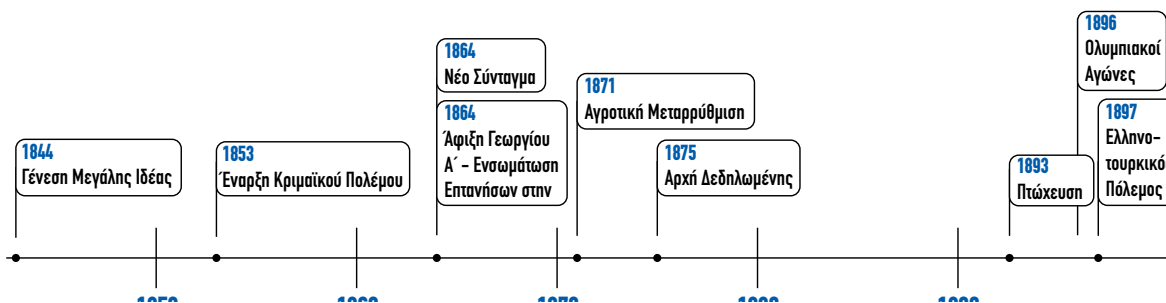 1844
Γένεση Μεγάλης Ιδέας
1853
Έναρξη Κριμαϊκού Πολέμου
1864
Νέο Σύνταγμα
1864
Άφιξη Γεωργίου
Α΄ – Ενσωμάτωση
Επτανήσων στην
1871
Αγροτική Μεταρρύθμιση
1875
Αρχή Δεδηλωμένης
1893
Πτώχευση
1896
Ολυμπιακοί
Αγώνες
1897
Ελληνο-
τουρκικό
Πόλεμος